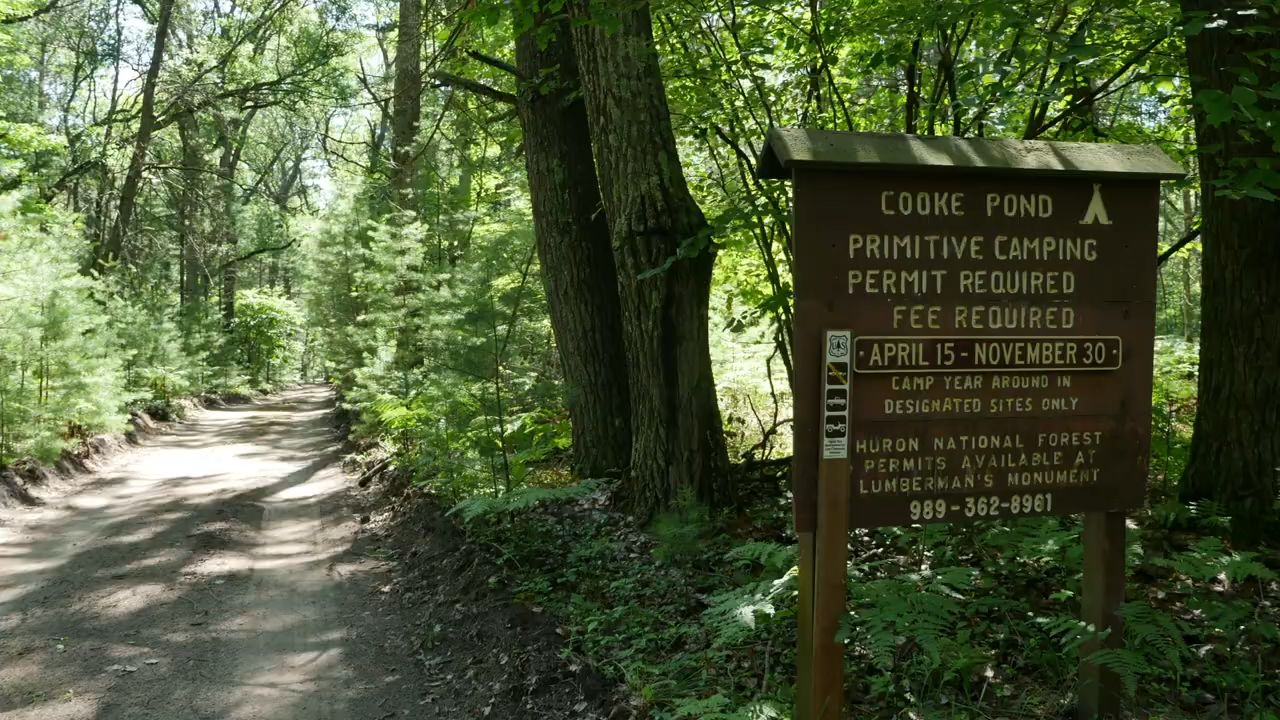 COOKE POND
PRIMITIVE CAMPING
PERMIT REQUIRED
FEE REQUIRED
APRIL 15 - NOVEMBER 30
CAMP YEAR AROUND IN
DESIGNATED SITES ONLY
HURON NATIONAL FOREST
PERMITS AVAILABLE AT
LUMBERMAN'S MONUMENT
989-362-8961
UAS